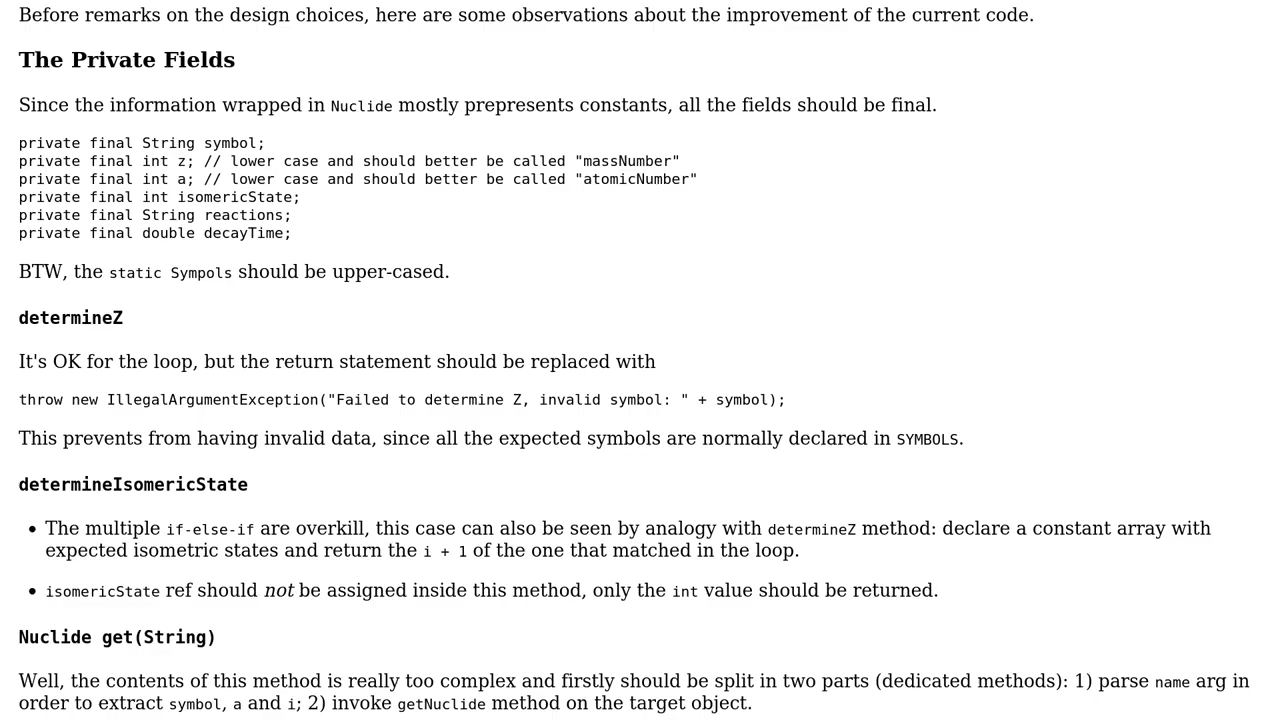 Before remarks on the design choices, here are some observations about the improvement of the current code.
The Private Fields
Since the information wrapped in Nuclide mostly prepresents constants, all the fields should be final.
private final String symbol;
private final int z; // lower case and should better be called "massNumber"
private final int a; // lower case and should better be called "atomicNumber"
private final int isomericState;
private final String reactions;
private final double decayTime;
BTW, the static Sympols should be upper-cased.
determineZ
It's OK for the loop, but the return statement should be replaced with
throw new IllegalArgumentException("Failed to determine Z, invalid symbol: " + symbol);
This prevents from having invalid data, since all the expected symbols are normally declared in SYMBOLS.
determineIsomericState
• The multiple if-else-if are overkill, this case can also be seen by analogy with determineZ method: declare a constant array with
expected isometric states and return the i + 1 of the one that matched in the loop.
• isomericState ref should not be assigned inside this method, only the int value should be returned.
Nuclide get(String)
Well, the contents of this method is really too complex and firstly should be split in two parts (dedicated methods): 1) parse name arg in
order to extract symbol, a and i; 2) invoke getNuclide method on the target object.